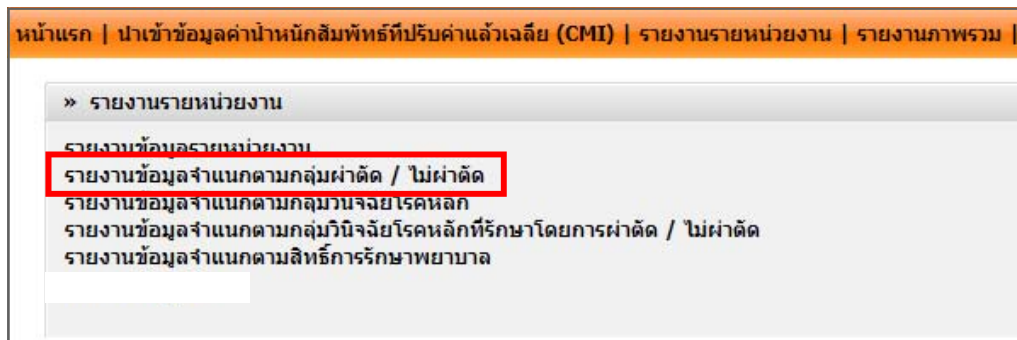 หน้าแรก | นำเข้าข้อมูลค่าน้ำหนักสัมพัทธ์ที่ปรับค่าแล้วเฉลี่ย (CMI) | รายงานรายหน่วยงาน | รายงานภาพรวม |
» รายงานรายหน่วยงาน
รายงานข้อมูลรายหน่วยงาน
รายงานข้อมูลจำแนกตามกลุ่มผ่าตัด / ไม่ผ่าตัด
รายงานข้อมูลจำแนกตามกลุ่มวินิจฉัยโรคหลัก
รายงานข้อมูลจำแนกตามกลุ่มวินิจฉัยโรคหลักที่รักษาโดยการผ่าตัด / ไม่ผ่าตัด
รายงานข้อมูลจำแนกตามสิทธิ์การรักษาพยาบาล